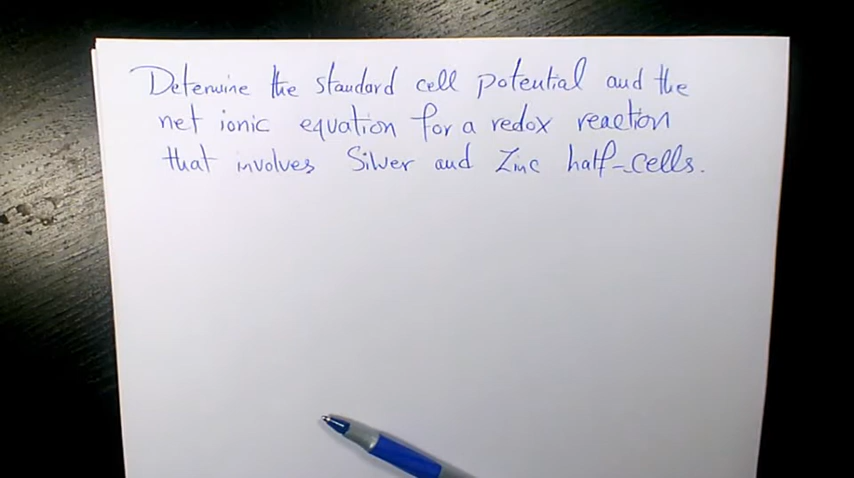 Determine the standard cell potential and the
net ionic equation for a redox reaction
that involves Silver and Zinc half-cells.